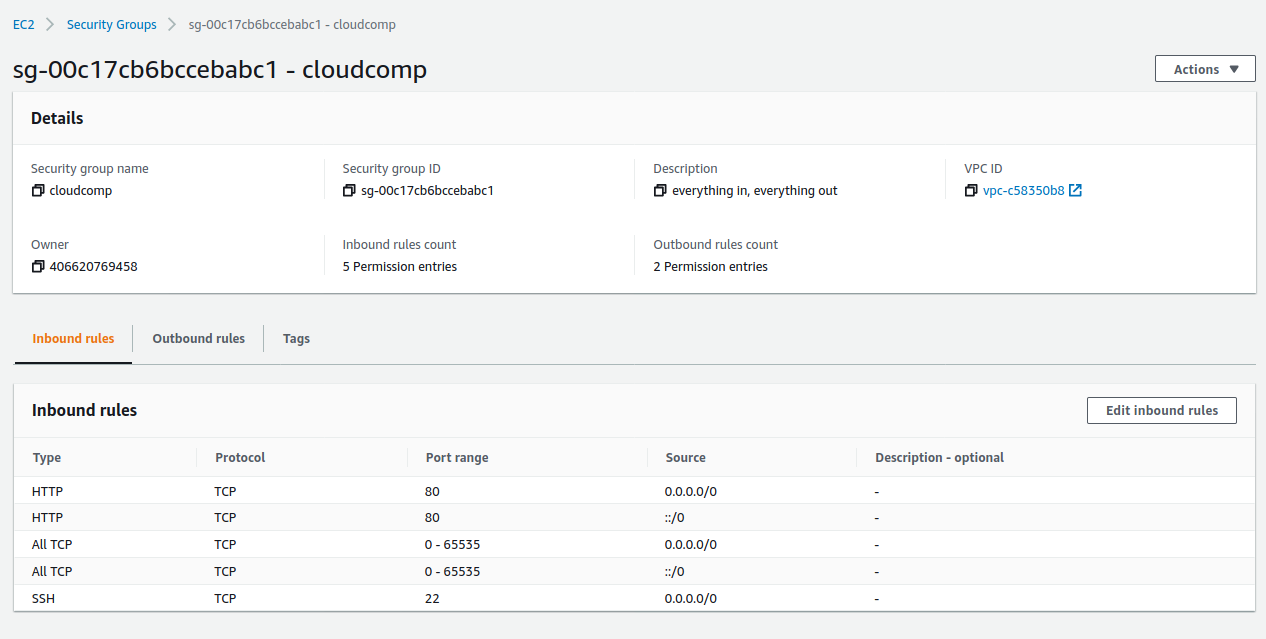 EC2 > Security Groups > sg-00c17cb6bccebabc1 - cloudcomp
sg-00c17cb6bccebabc1 - cloudcomp
Actions ▼
Details
Security group name Security group ID Description VPC ID
cloudcomp sg-00c17cb6bccebabc1 everything in, everything out vpc-c58350b8
Owner Inbound rules count Outbound rules count
406620769458 5 Permission entries 2 Permission entries
Inbound rules Outbound rules Tags
Inbound rules Edit inbound rules
Type Protocol Port range Source Description - optional
HTTP TCP 80 0.0.0.0/0 -
HTTP TCP 80 ::/0 -
All TCP TCP 0 - 65535 0.0.0.0/0 -
All TCP TCP 0 - 65535 ::/0 -
SSH TCP 22 0.0.0.0/0 -